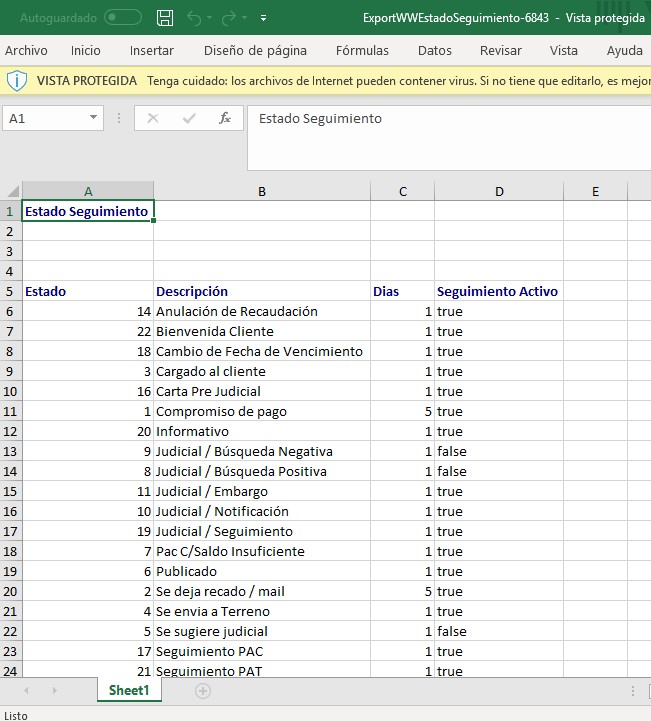 Autoguardado ExportWWEstadoSeguimiento-6843 - Vista protegida
Archivo Inicio Insertar Diseño de página Fórmulas Datos Revisar Vista Ayuda
VISTA PROTEGIDA Tenga cuidado: los archivos de Internet pueden contener virus. Si no tiene que editarlo, es mejor
A1 fx Estado Seguimiento
A B C D E
1 Estado Seguimiento
2
3
4
5 Estado Descripción Dias Seguimiento Activo
6 14 Anulación de Recaudación 1 true
7 22 Bienvenida Cliente 1 true
8 18 Cambio de Fecha de Vencimiento 1 true
9 3 Cargado al cliente 1 true
10 16 Carta Pre Judicial 1 true
11 1 Compromiso de pago 5 true
12 20 Informativo 1 true
13 9 Judicial / Búsqueda Negativa 1 false
14 8 Judicial / Búsqueda Positiva 1 false
15 11 Judicial / Embargo 1 true
16 10 Judicial / Notificación 1 true
17 19 Judicial / Seguimiento 1 true
18 7 Pac C/Saldo Insuficiente 1 true
19 6 Publicado 1 true
20 2 Se deja recado / mail 5 true
21 4 Se envia a Terreno 1 true
22 5 Se sugiere judicial 1 false
23 17 Seguimiento PAC 1 true
24 21 Seguimiento PAT 1 true
Sheet1
Listo